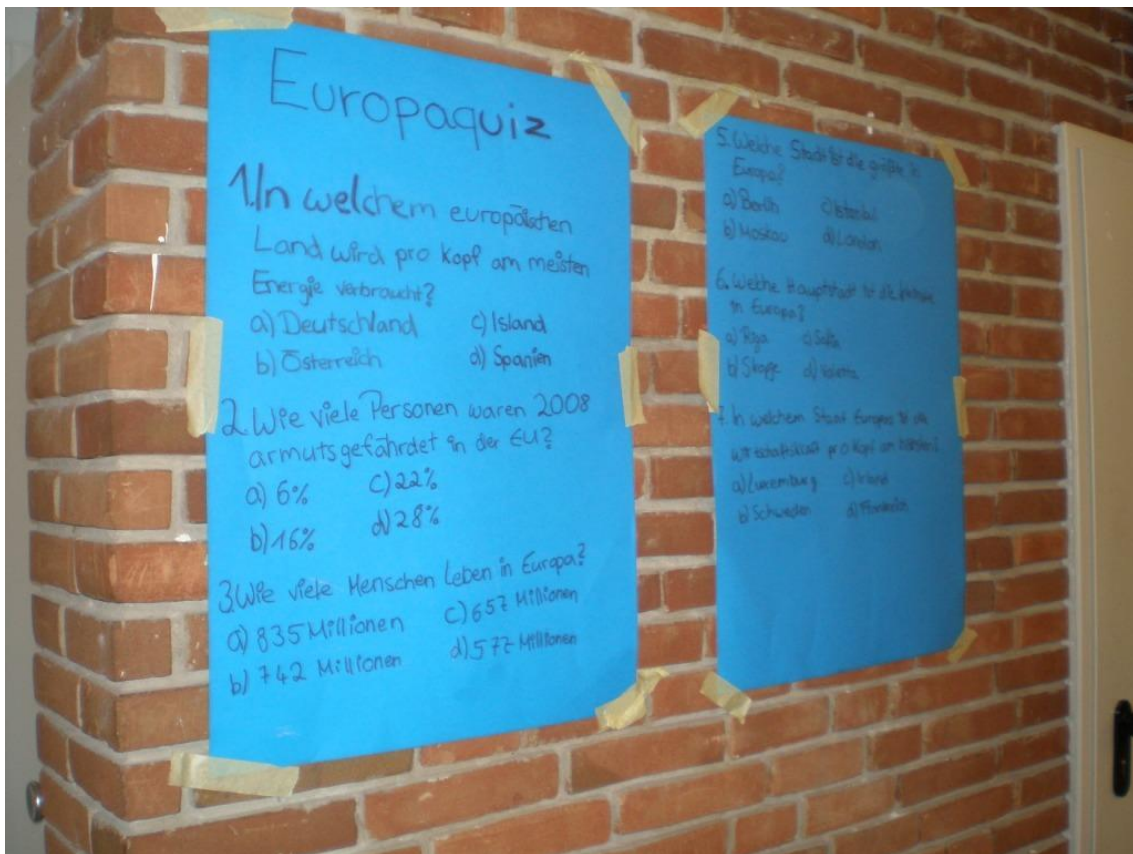 Europaquiz
1. In welchem europäischen
Land wird pro Kopf am meisten
Energie verbraucht?
a) Deutschland c) Island
b) Österreich d) Spanien
2. Wie viele Personen waren 2008
armutsgefährdet in der EU?
a) 6% c) 22%
b) 16% d) 28%
3. Wie viele Menschen Leben in Europa?
a) 835 Millionen c) 657 Millionen
b) 742 Millionen d) 577 Millionen
5. Welche Stadt ist die größte in
Europa?
a) Berlin c) Istanbul
b) Moskau d) London
6. Welche Hauptstadt ist die
in Europa?
a) Riga c)
b) d) Valetta
7. In welchem Staat Europas ist die
wirtschaftskraft pro Kopf am
a) Luxemburg c) Irland
b) Schweden d) Frankreich